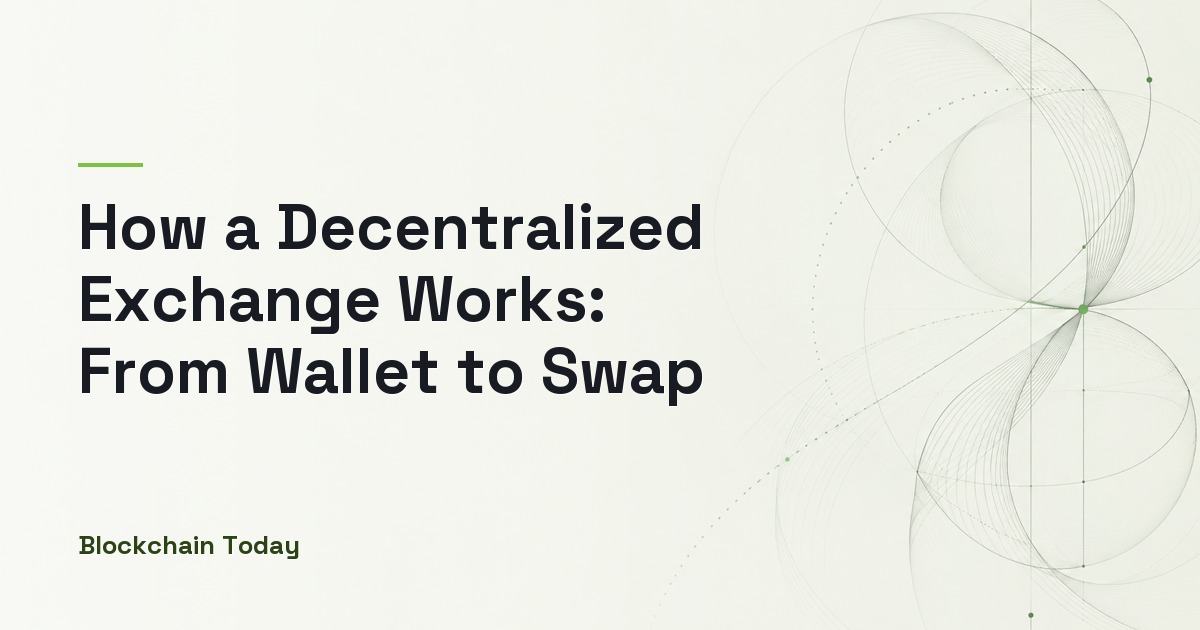 How a Decentralized
Exchange Works:
From Wallet to Swap
Blockchain Today